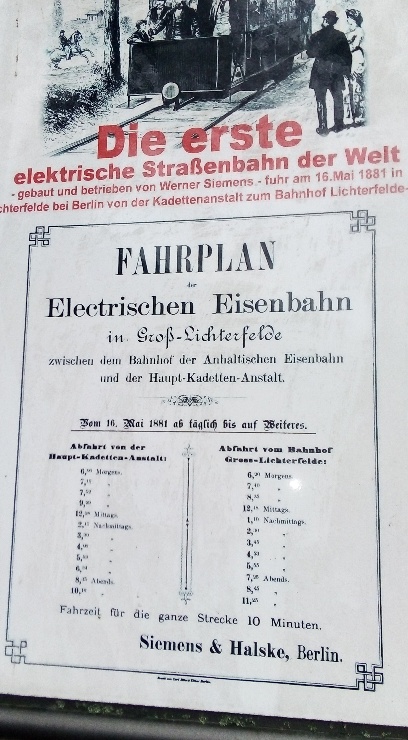 Die erste
elektrische Straßenbahn der Welt
- gebaut und betrieben von Werner Siemens - fuhr am 16.Mai 1881 in
chterfelde bei Berlin von der Kadettenanstalt zum Bahnhof Lichterfelde-
FAHRPLAN
der
Electrischen Eisenbahn
in Groß-Lichterfelde
zwischen dem Bahnhof der Anhaltischen Eisenbahn
und der Haupt-Kadetten-Anstalt.
Vom 16. Mai 1881 ab täglich bis auf Weiteres.
Abfahrt von der
Haupt-Kadetten-Anstalt:
Morgens.
Mittags.
Nachmittags.
Abends.
Abfahrt vom Bahnhof
Gross-Lichterfelde:
Morgens.
Mittags.
Nachmittags.
Abends.
Fahrzeit für die ganze Strecke 10 Minuten.
Siemens & Halske, Berlin.